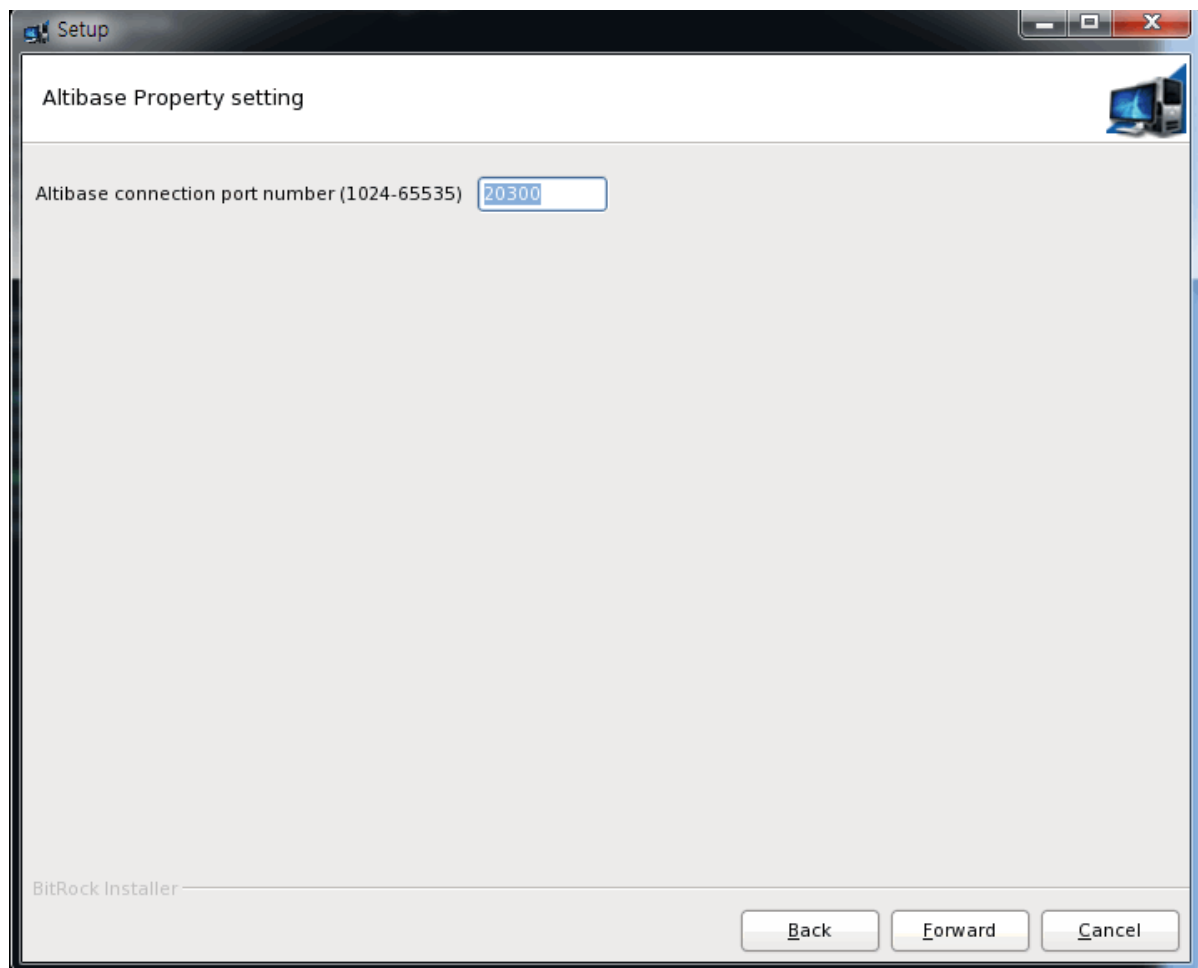 Setup
Altibase Property setting
Altibase connection port number (1024-65535) 20300
BitRock Installer
Back Forward Cancel